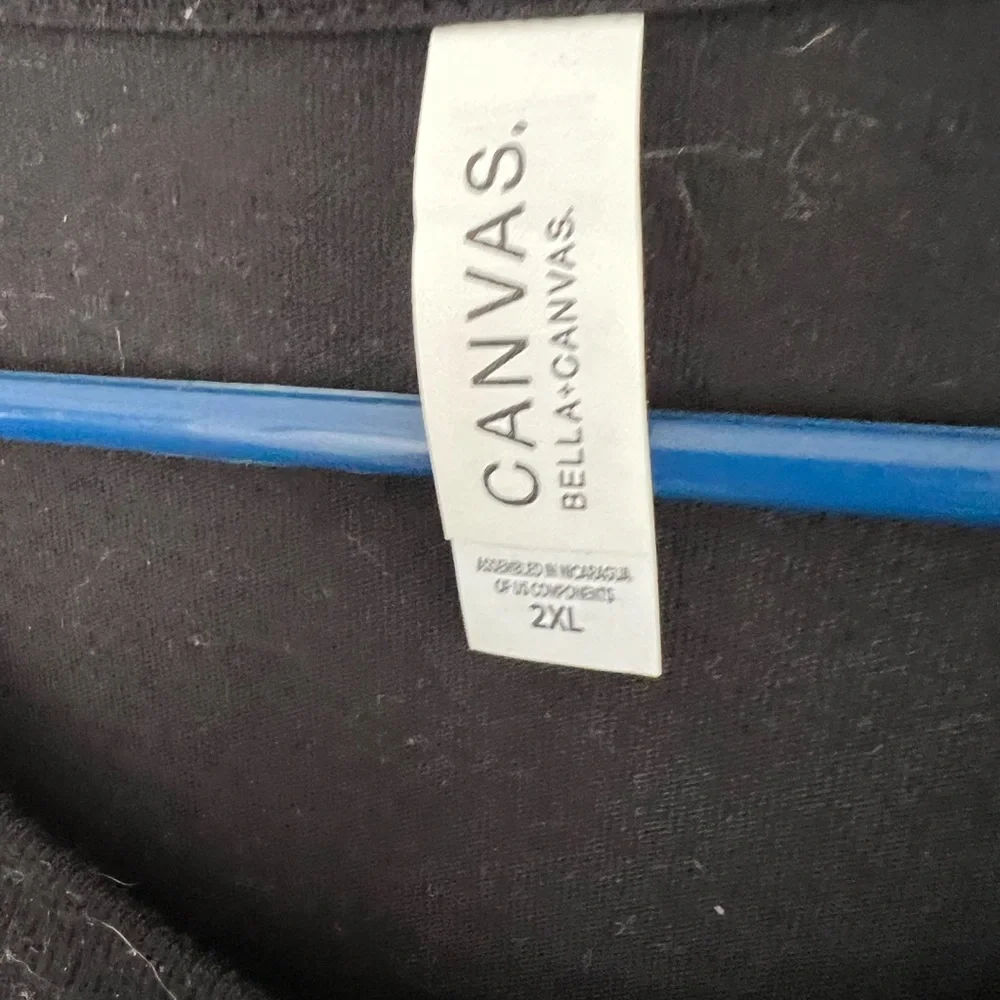 CANVAS.
BELLA+CANVAS.
ASSEMBLED IN NICARAGUA
OF US COMPONENTS
2XL